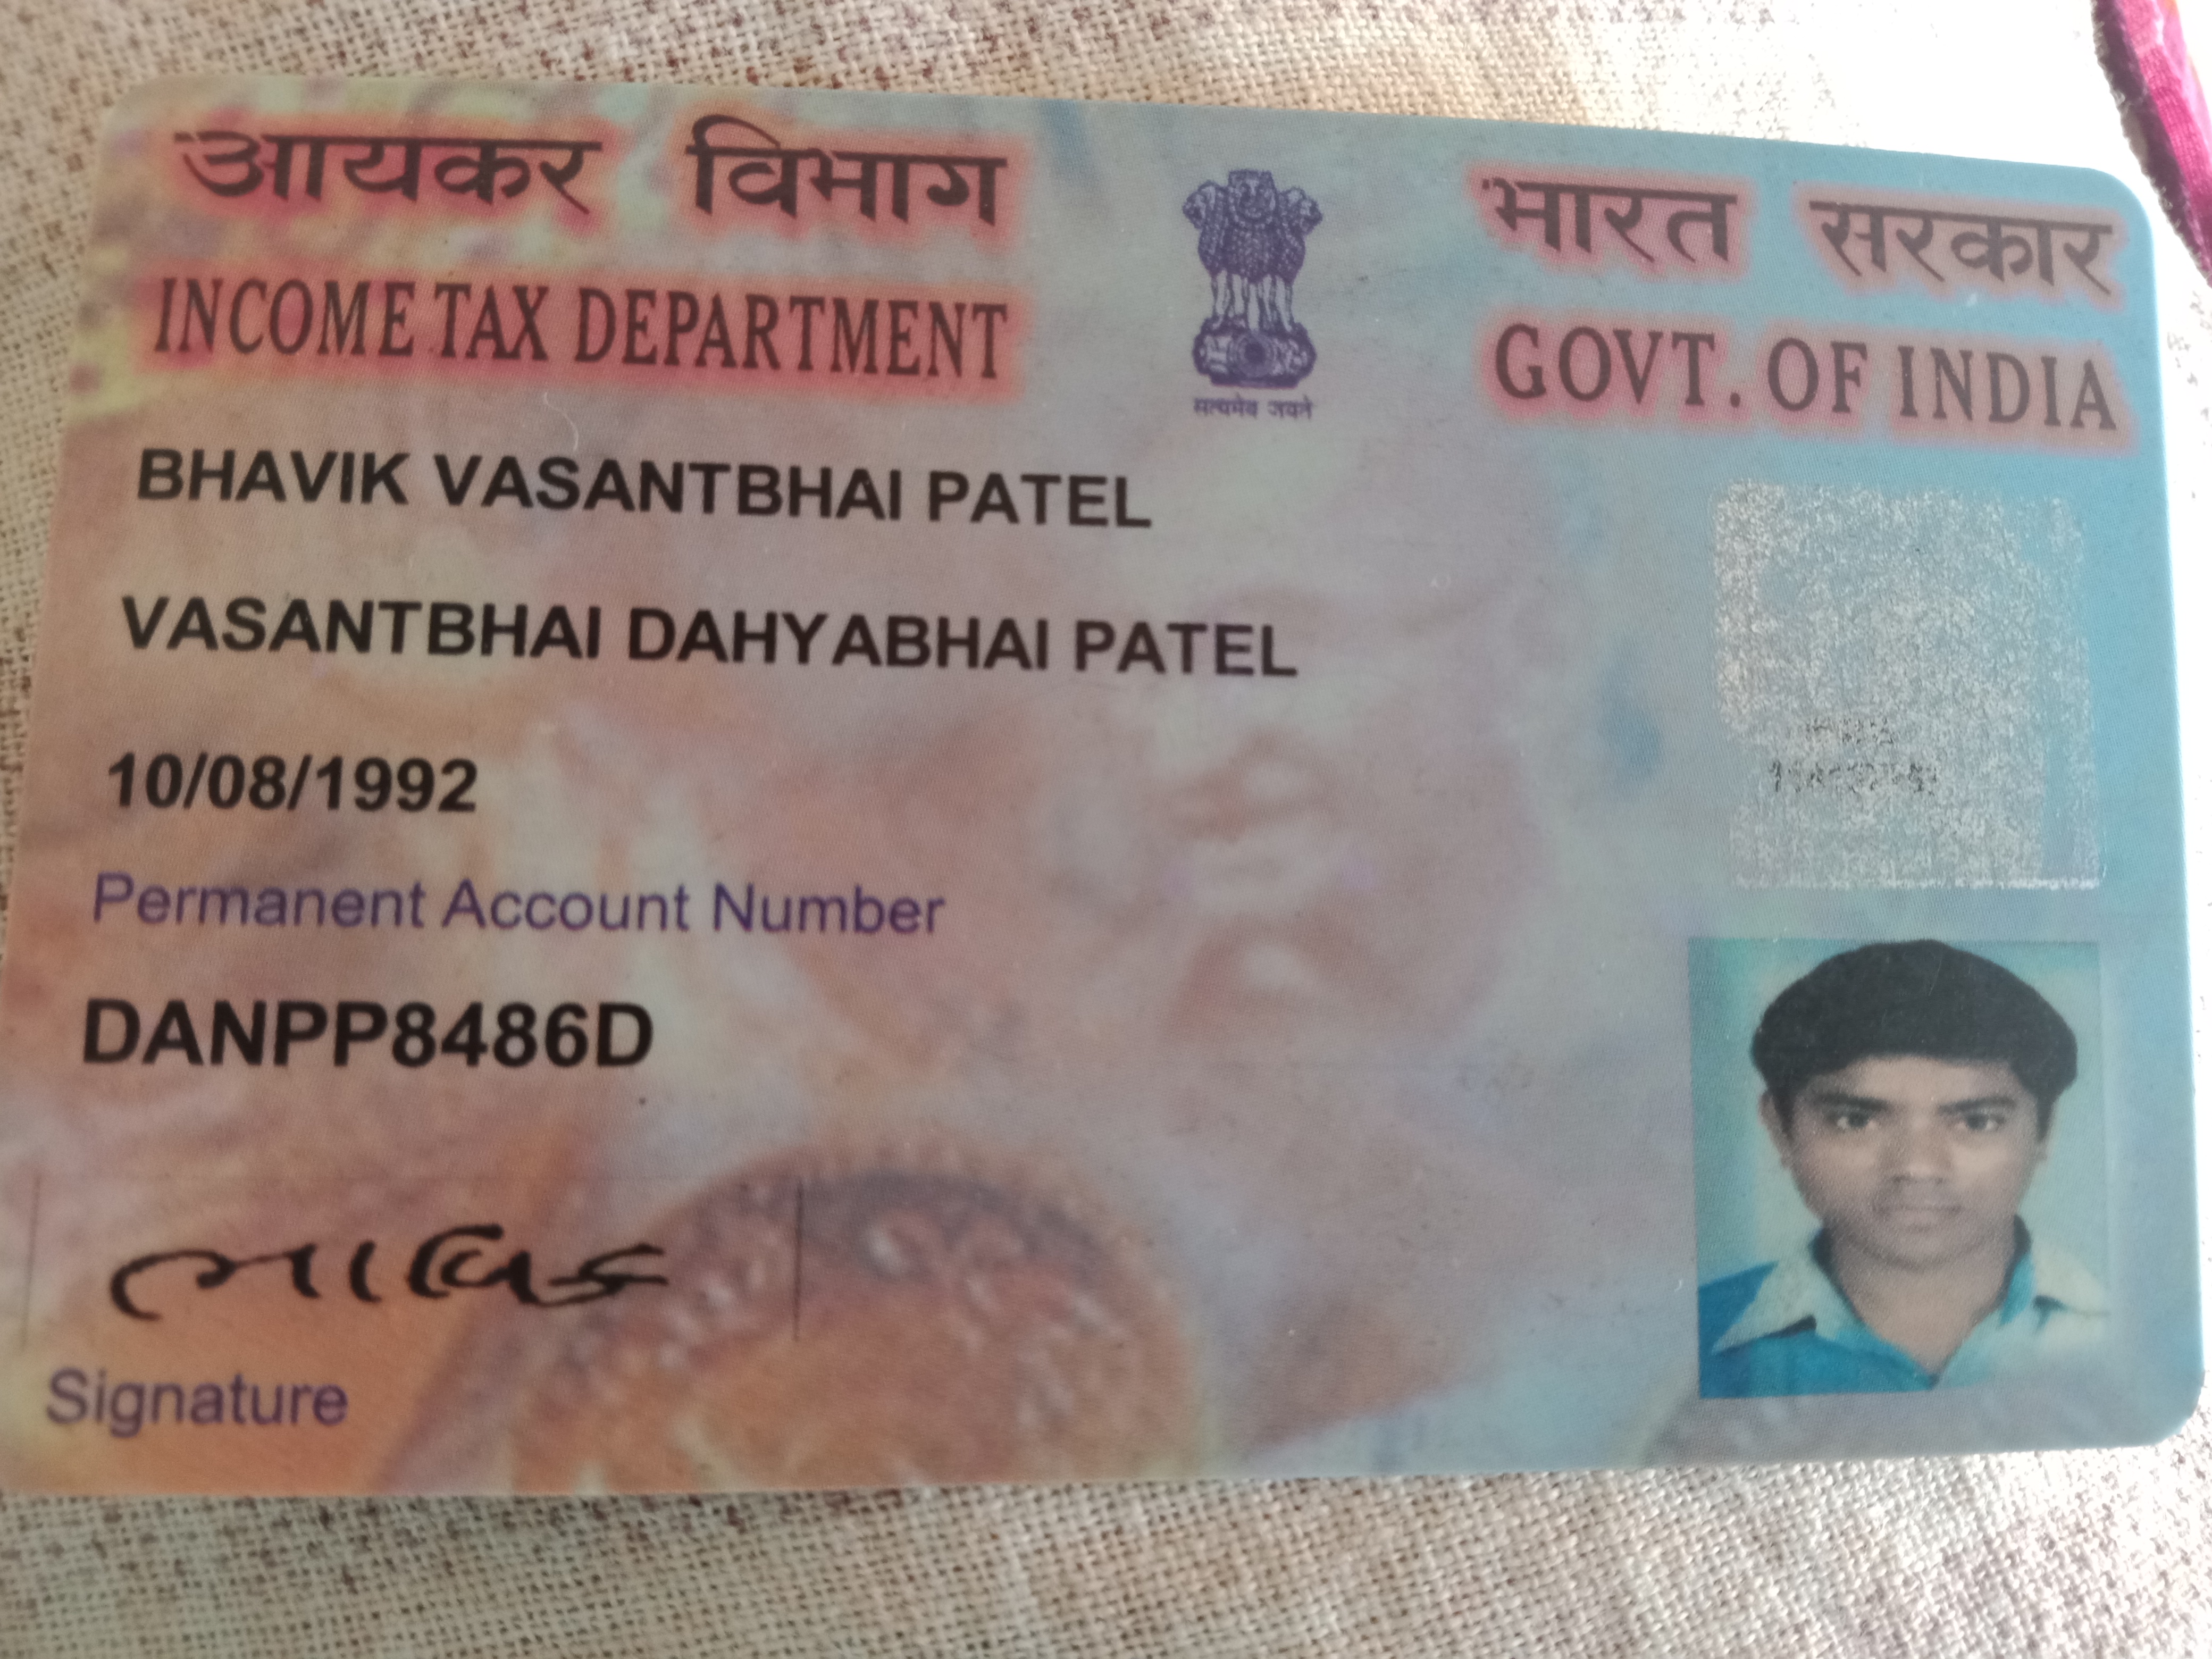 आयकर विभाग
INCOME TAX DEPARTMENT
सत्यमेव जयते
भारत सरकार
GOVT. OF INDIA
BHAVIK VASANTBHAI PATEL
VASANTBHAI DAHYABHAI PATEL
10/08/1992
Permanent Account Number
DANPP8486D
ભાવિક
Signature